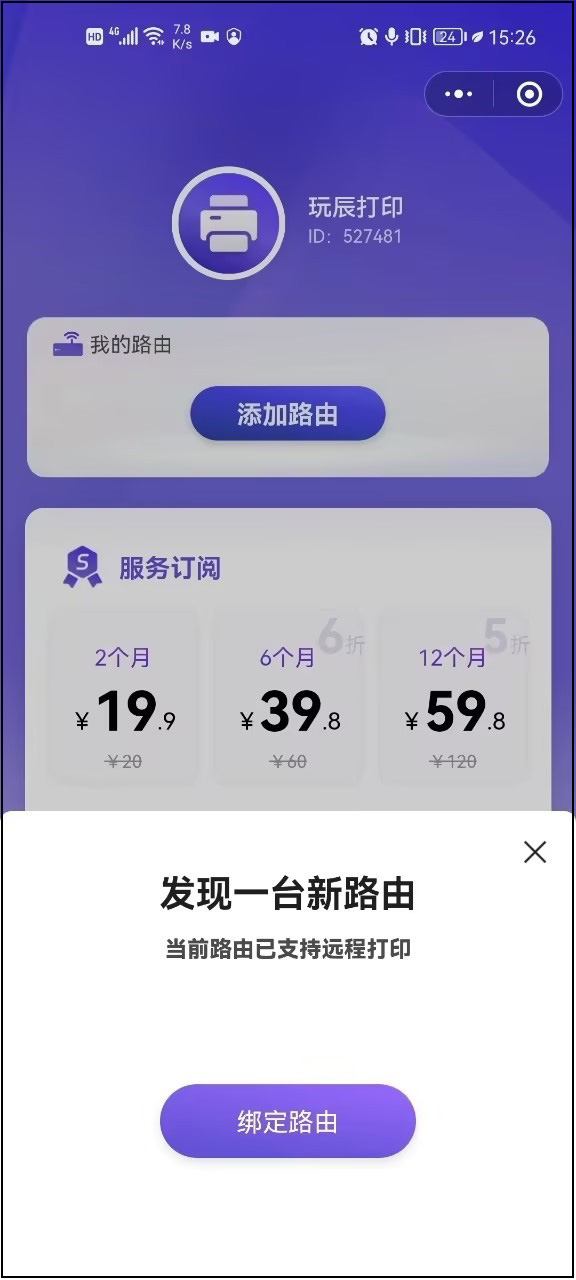 HD 4G 7.8 K/s 24 15:26
玩辰打印
ID: 527481
我的路由
添加路由
S 服务订阅
6折 5折
2个月 6个月 12个月
￥19.9 ￥39.8 ￥59.8
￥20 ￥60 ￥120
发现一台新路由
当前路由已支持远程打印
绑定路由